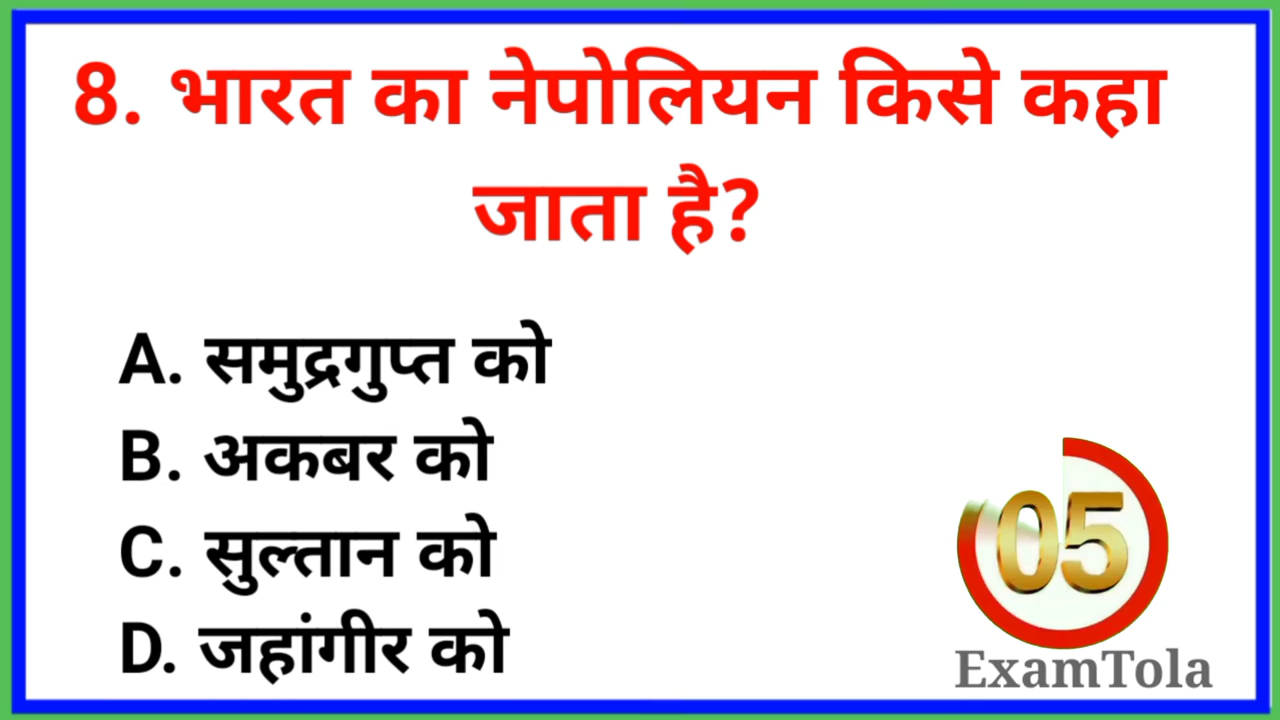 8. भारत का नेपोलियन किसे कहा
जाता है?
A. समुद्रगुप्त को
B. अकबर को
C. सुल्तान को
D. जहांगीर को
05
ExamTola